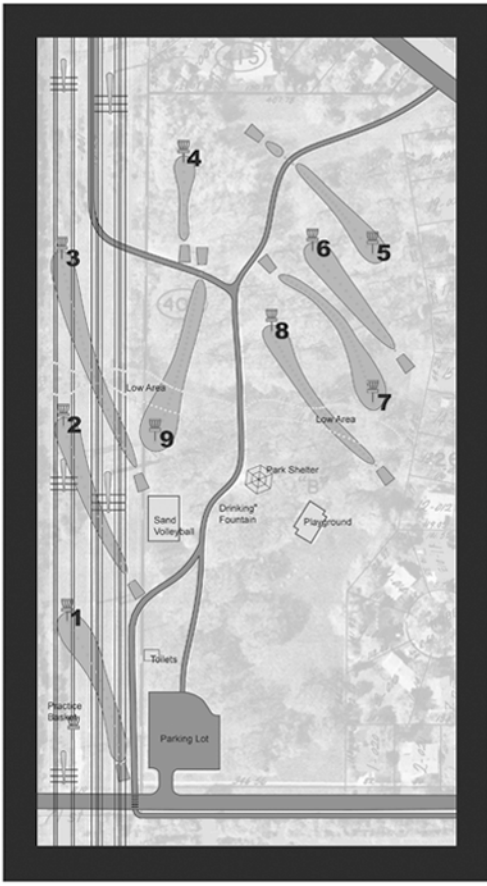 4
5
6
3
40
8
Low Area
7
2
Low Area
9
Park Shelter
"B"
Drinking
Fountain
Sand
Volleyball
Playground
1
Toilets
Practice
Basket
Parking Lot